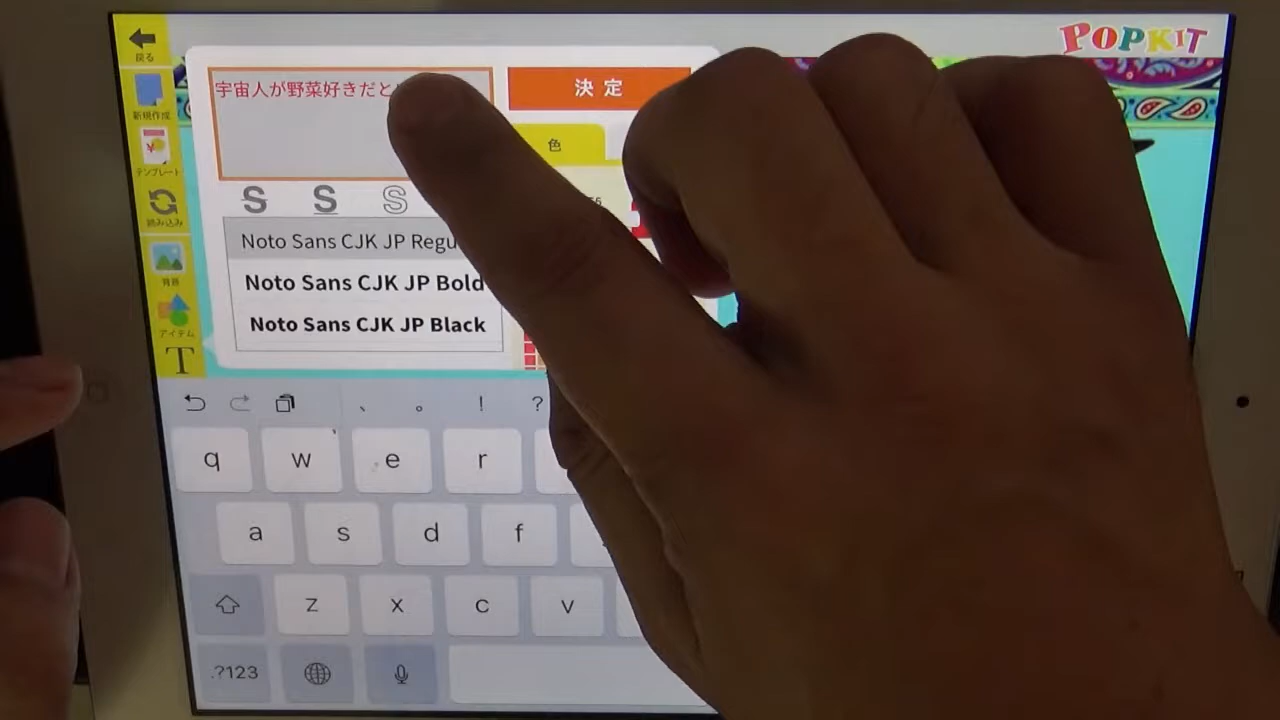 戻る
POPKIT
宇宙人が野菜好きだと
決定
新規作成
色
テンプレート
S S S
読み込み
Noto Sans CJK JP Regu
背景
Noto Sans CJK JP Bold
アイテム
Noto Sans CJK JP Black
T
、 。 ! ?
q w e r
a s d f
z x c v
.?123